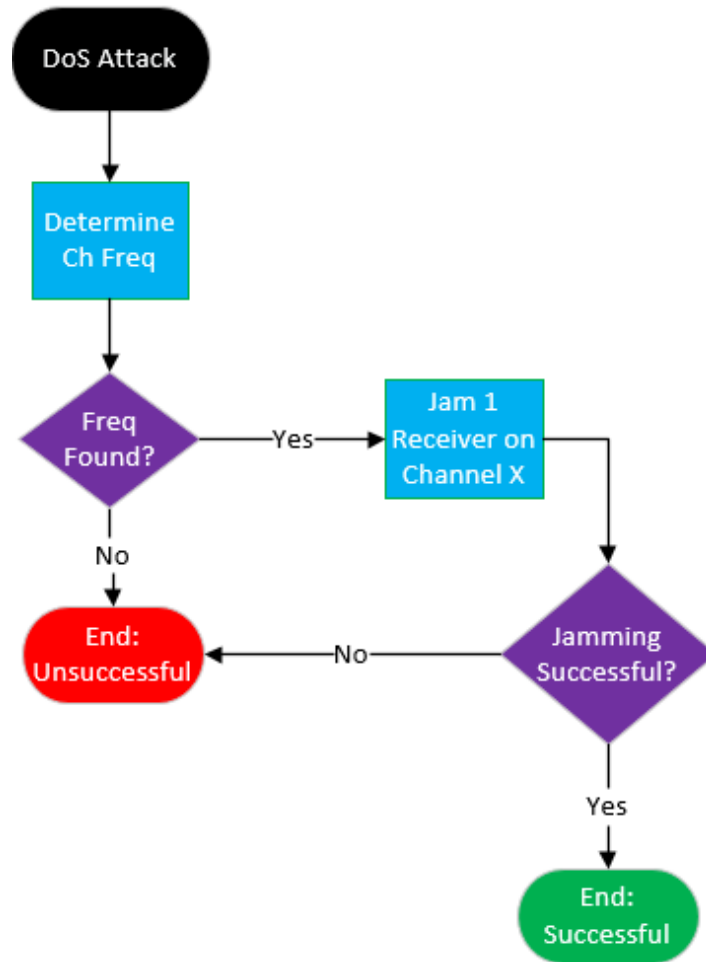 DoS Attack
Determine
Ch Freq
Freq
Found?
Yes
Jam 1
Receiver on
Channel X
No
End:
Unsuccessful
No
Jamming
Successful?
Yes
End:
Successful